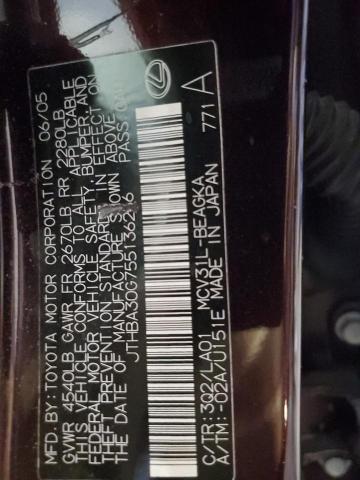 MFD. BY: TOYOTA MOTOR CORPORATION 06/05
GVWR 4540LB GAWR FR 2670LB RR 2280LB
THIS VEHICLE CONFORMS TO ALL APPLICABLE
FEDERAL MOTOR VEHICLE SAFETY, BUMPER, AND
THEFT PREVENTION STANDARDS IN EFFECT ON
THE DATE OF MANUFACTURE SHOWN ABOVE.
JTHBA30G755136216 PASS
C/TR: 3Q2/LA01 MCV31L-BEAGKA
A/TM: -02A/U151E MADE IN JAPAN 771 A